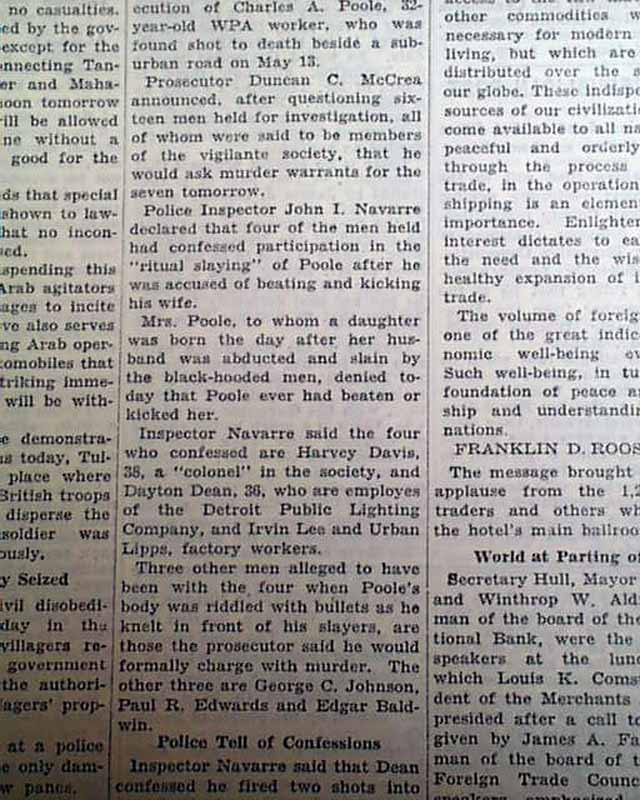 no casualties.
ed by the gov-
except for the
onnecting Tan-
er and Maha-
noon tomorrow
ill be allowed
ne without a
good for the
ds that special
shown to law-
hat no incon-
sed.
spending this
Arab agitators
ages to incite
ve also serves
ng Arab oper-
omobiles that
triking imme-
will be with-
e demonstra-
s today, Tul-
place where
British troops
disperse the
soldier was
ously.
y Seized
ivil disobedi-
day in the
villagers re-
government
the authori-
lagers' prop-
at a police
e only dam-
w panes.
ecution of Charles A. Poole, 32-
year-old WPA worker, who was
found shot to death beside a sub-
urban road on May 13.
Prosecutor Duncan C. McCrea
announced, after questioning six-
teen men held for investigation, all
of whom were said to be members
of the vigilante society, that he
would ask murder warrants for the
seven tomorrow.
Police Inspector John I. Navarre
declared that four of the men held
had confessed participation in the
"ritual slaying" of Poole after he
was accused of beating and kicking
his wife.
Mrs. Poole, to whom a daughter
was born the day after her hus-
band was abducted and slain by
the black-hooded men, denied to-
day that Poole ever had beaten or
kicked her.
Inspector Navarre said the four
who confessed are Harvey Davis,
38, a "colonel" in the society, and
Dayton Dean, 36, who are employes
of the Detroit Public Lighting
Company, and Irvin Lee and Urban
Lipps, factory workers.
Three other men alleged to have
been with the four when Poole's
body was riddled with bullets as he
knelt in front of his slayers, are
those the prosecutor said he would
formally charge with murder. The
other three are George C. Johnson,
Paul R. Edwards and Edgar Bald-
win.
Police Tell of Confessions
Inspector Navarre said that Dean
confessed he fired two shots into
other commodities w
necessary for modern
living, but which are
distributed over the a
our globe. These indispe
sources of our civilizati
come available to all na
peaceful and orderly
through the process
trade, in the operation
shipping is an elemen
importance. Enlighten
interest dictates to ea
the need and the wis
healthy expansion of i
trade.
The volume of foreig
one of the great indic
nomic well-being ev
Such well-being, in tu
foundation of peace a
ship and understandin
nations.
FRANKLIN D. ROOS
The message brought
applause from the 1,2
traders and others wh
the hotel's main ballroo
World at Parting of
Secretary Hull, Mayor
and Winthrop W. Ald
man of the board of the
tional Bank, were the
speakers at the lunc
which Louis K. Comst
dent of the Merchants
presided after a call to
given by James A. Fa
man of the board of t
Foreign Trade Counc